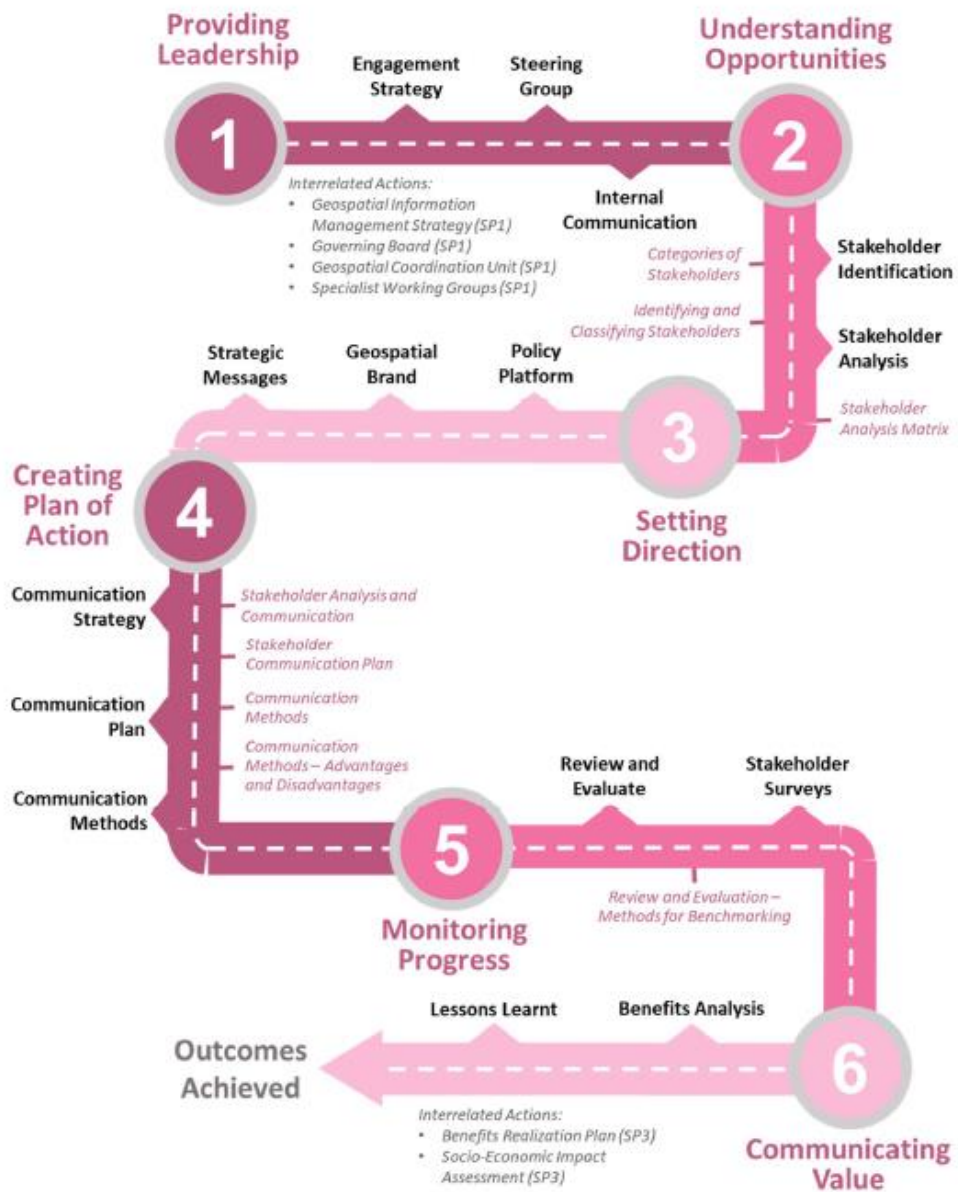 Providing
Leadership
1
Engagement
Strategy
Steering
Group
Internal
Communication
Interrelated Actions:
• Geospatial Information
Management Strategy (SP1)
• Governing Board (SP1)
• Geospatial Coordination Unit (SP1)
• Specialist Working Groups (SP1)
Understanding
Opportunities
2
Categories of
Stakeholders
Identifying and
Classifying Stakeholders
Stakeholder
Identification
Stakeholder
Analysis
Stakeholder
Analysis Matrix
3
Setting
Direction
Policy
Platform
Geospatial
Brand
Strategic
Messages
Creating
Plan of
Action
4
Communication
Strategy
Communication
Plan
Communication
Methods
Stakeholder Analysis and
Communication
Stakeholder
Communication Plan
Communication
Methods
Communication
Methods – Advantages
and Disadvantages
5
Monitoring
Progress
Review and
Evaluate
Stakeholder
Surveys
Review and Evaluation –
Methods for Benchmarking
6
Communicating
Value
Benefits Analysis
Lessons Learnt
Interrelated Actions:
• Benefits Realization Plan (SP3)
• Socio-Economic Impact
Assessment (SP3)
Outcomes
Achieved